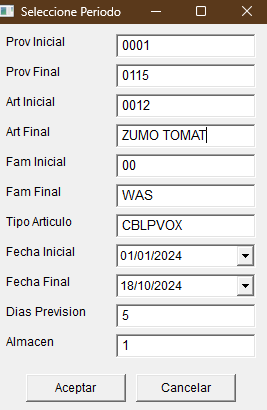 Seleccione Periodo
Prov Inicial 0001
Prov Final 0115
Art Inicial 0012
Art Final ZUMO TOMAT
Fam Inicial 00
Fam Final WAS
Tipo Articulo CBLPVOX
Fecha Inicial 01/01/2024
Fecha Final 18/10/2024
Dias Prevision 5
Almacen 1
Aceptar Cancelar